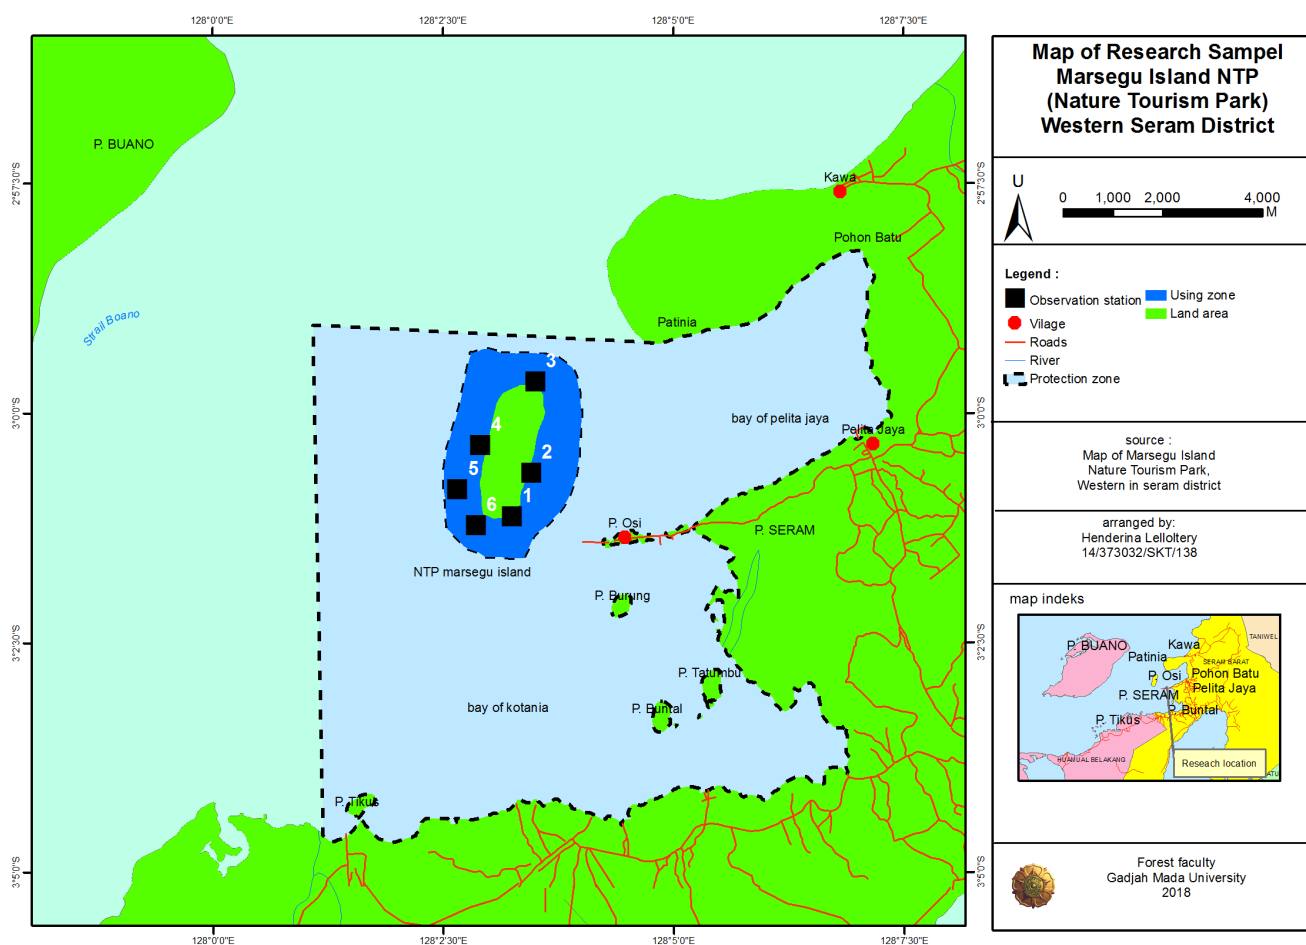 128°0'0"E
128°2'30"E
128°5'0"E
128°7'30"E
2°57'30"S
3°0'0"S
3°2'30"S
3°5'0"S
P. BUANO
Strail Boano
Kawa
Pohon Batu
Patinia
3
4
2
5
1
6
bay of pelita jaya
Pelita Jaya
P. Osi
P. SERAM
NTP marsegu island
P. Burung
P. Tatumbu
P. Buntal
bay of kotania
P. Tikus
2°57'30"S
3°0'0"S
3°2'30"S
3°5'0"S
128°0'0"E
128°2'30"E
128°5'0"E
128°7'30"E
Map of Research Sampel
Marsegu Island NTP
(Nature Tourism Park)
Western Seram District
U
0 1,000 2,000 4,000
M
Legend :
Observation station
Using zone
Vilage
Land area
Roads
River
Protection zone
source :
Map of Marsegu Island
Nature Tourism Park,
Western in seram district
arranged by:
Henderina Lelloltery
14/373032/SKT/138
map indeks
P. BUANO
Kawa
TANIWEL
Patinia
SERAM BARAT
P. Osi
Pohon Batu
Pelita Jaya
P. SERAM
P. Buntal
P. Tikus
HUAMUAL BELAKANG
Reseach location
Forest faculty
Gadjah Mada University
2018